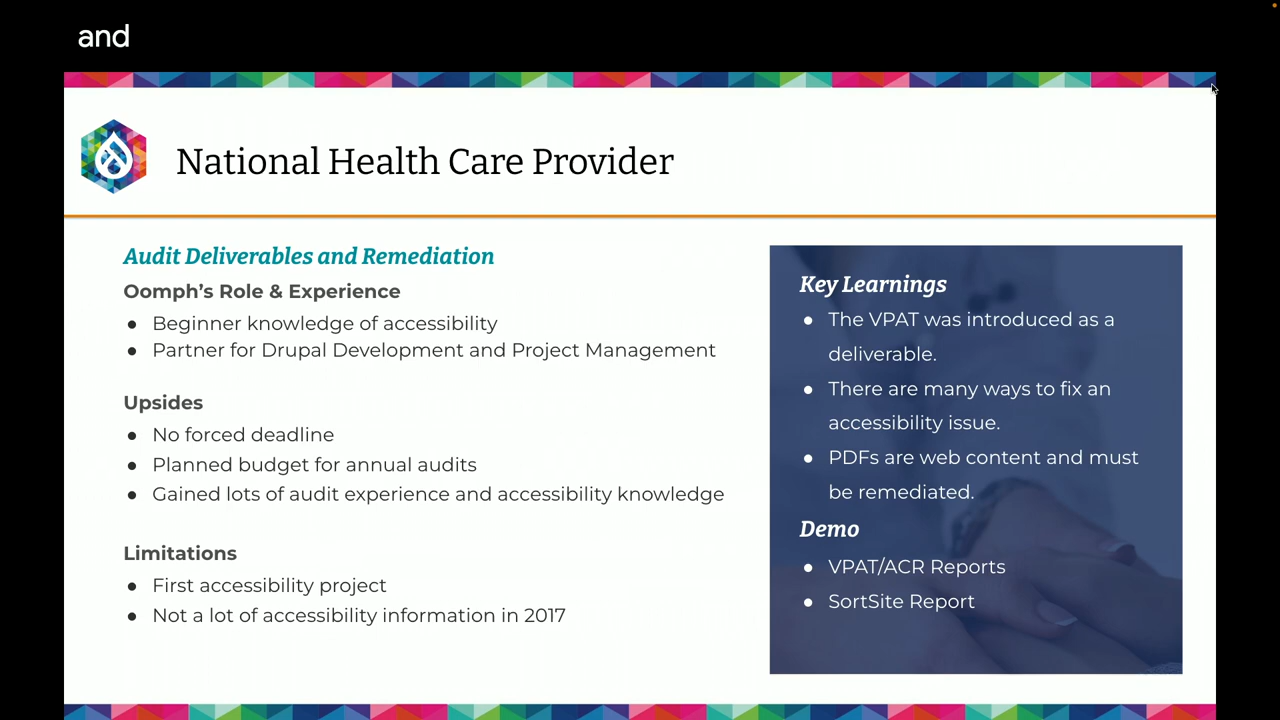 and
National Health Care Provider
Audit Deliverables and Remediation
Oomph’s Role & Experience
● Beginner knowledge of accessibility
● Partner for Drupal Development and Project Management
Upsides
● No forced deadline
● Planned budget for annual audits
● Gained lots of audit experience and accessibility knowledge
Limitations
● First accessibility project
● Not a lot of accessibility information in 2017
Key Learnings
● The VPAT was introduced as a
deliverable.
● There are many ways to fix an
accessibility issue.
● PDFs are web content and must
be remediated.
Demo
● VPAT/ACR Reports
● SortSite Report